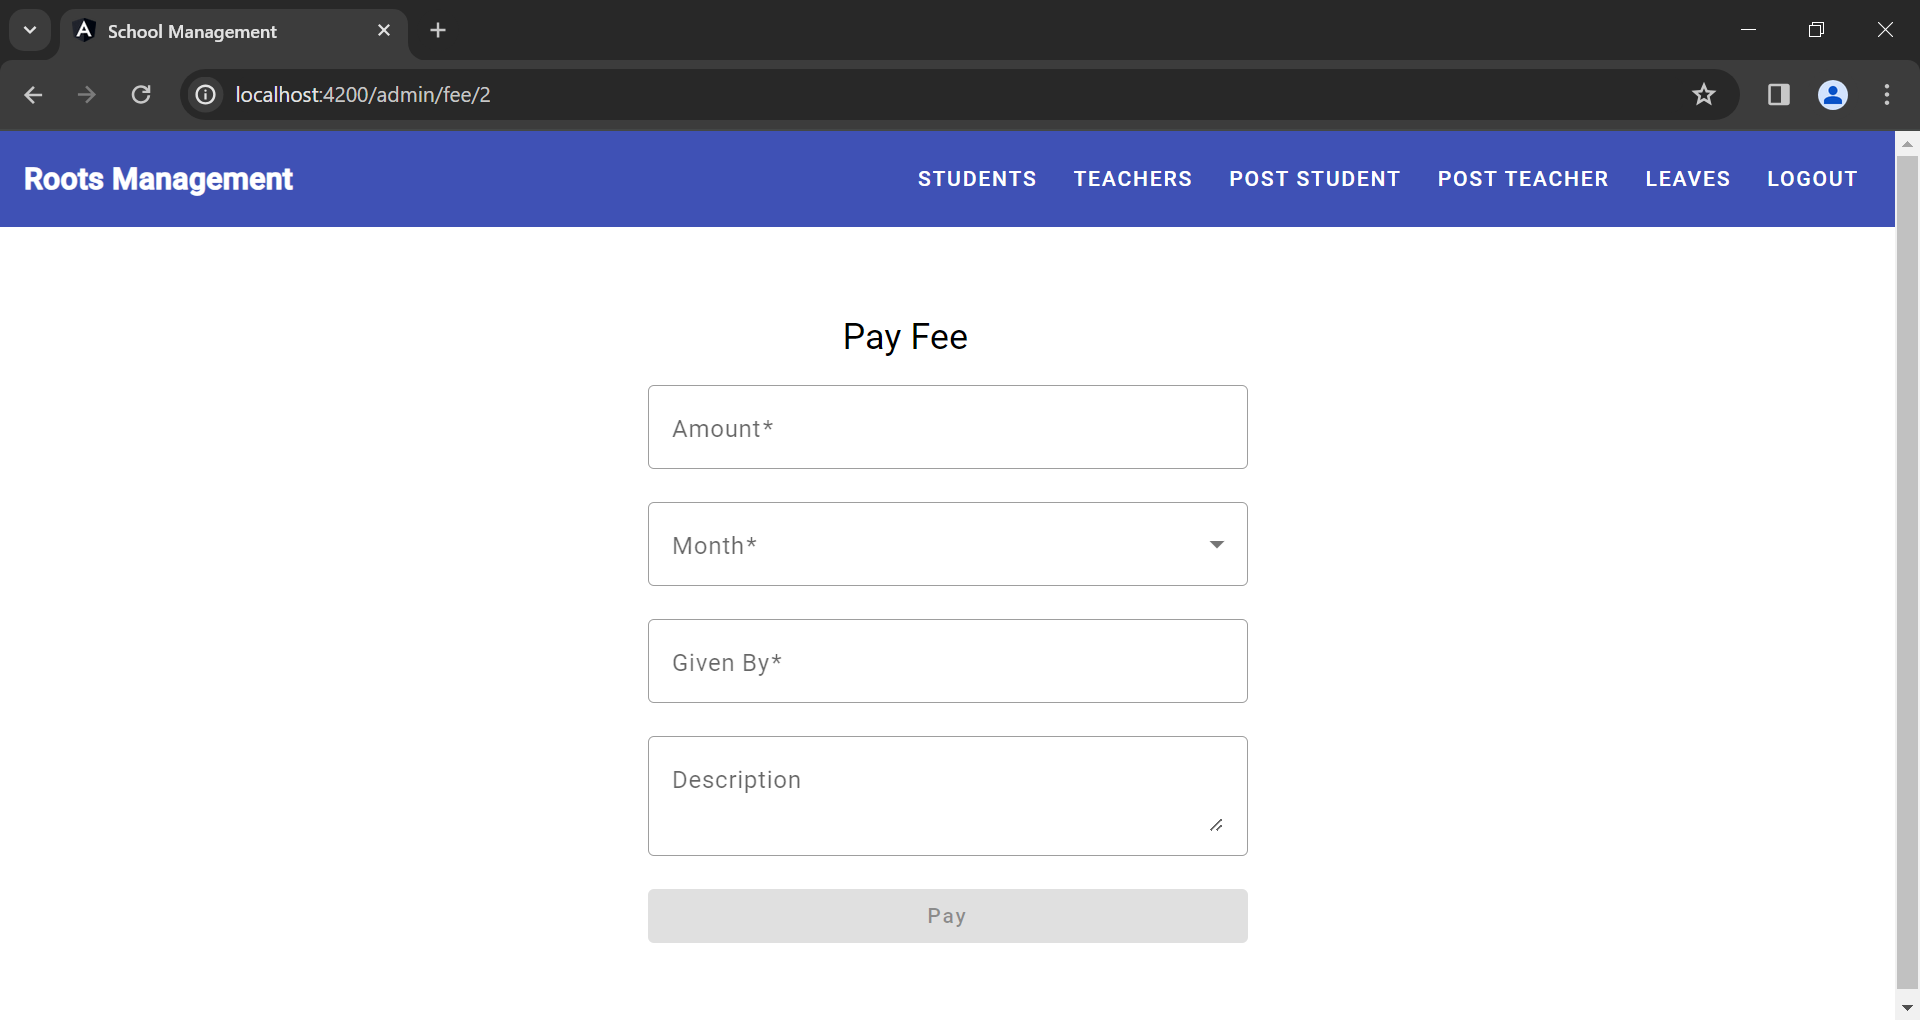 School Management
localhost:4200/admin/fee/2
Roots Management
STUDENTS TEACHERS POST STUDENT POST TEACHER LEAVES LOGOUT
Pay Fee
Amount*
Month*
Given By*
Description
Pay